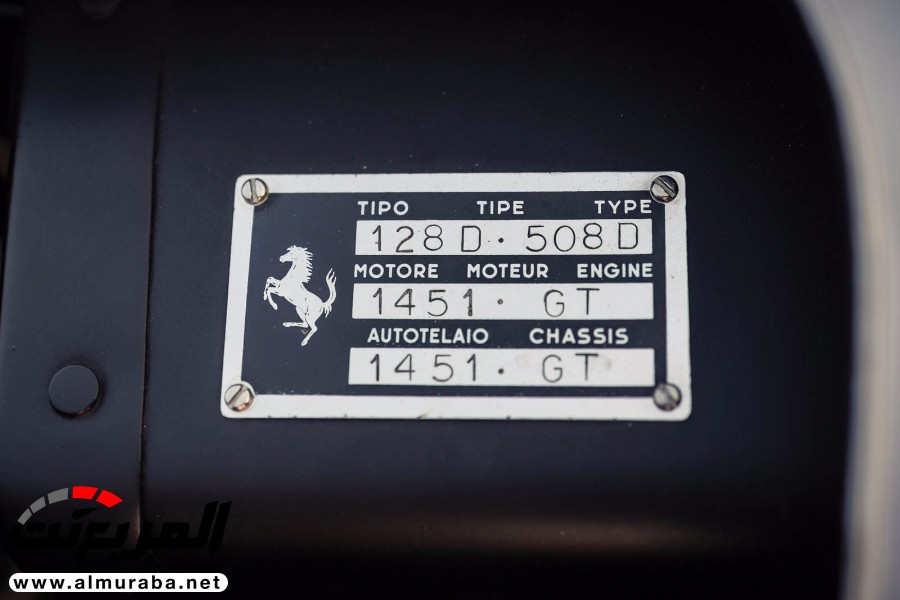 TIPO TIPE TYPE
128D · 508D
MOTORE MOTEUR ENGINE
1451 · GT
AUTOTELAIO CHASSIS
1451 · GT
المربع نت
www.almuraba.net